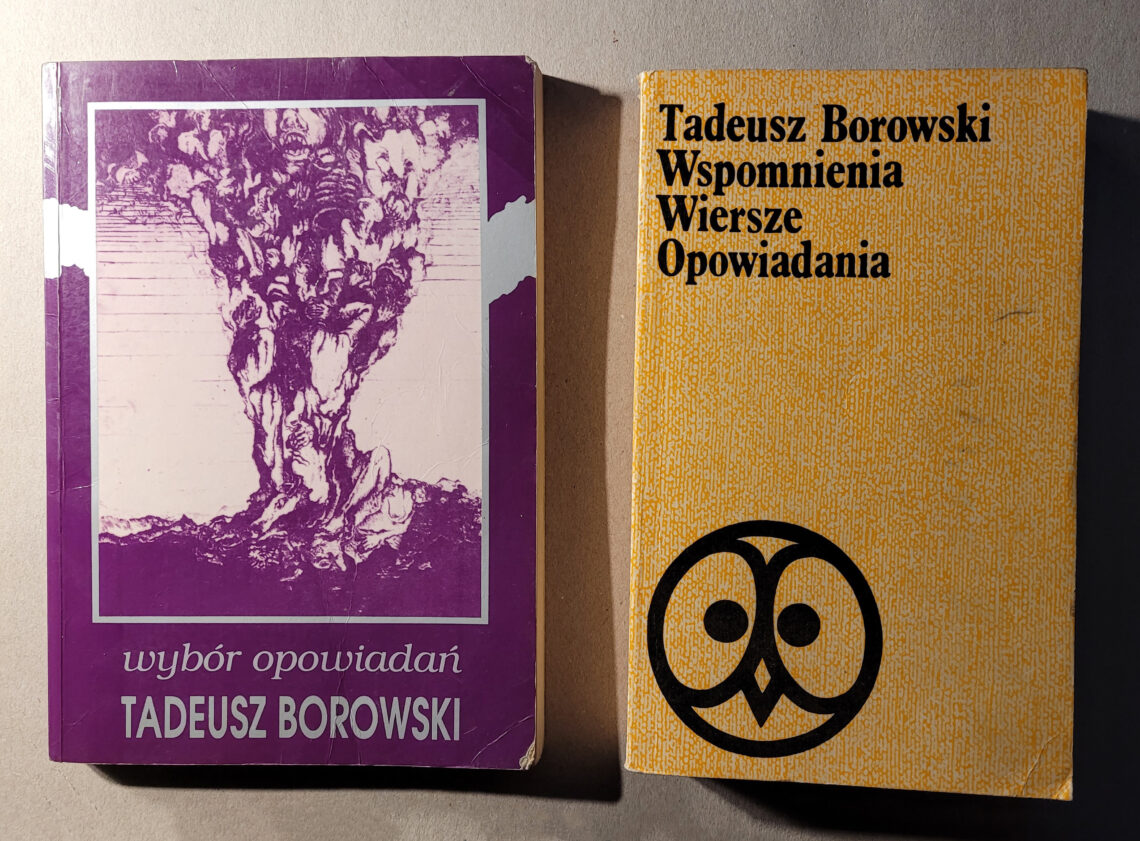 wybór opowiadań
TADEUSZ BOROWSKI
Tadeusz Borowski
Wspomnienia
Wiersze
Opowiadania